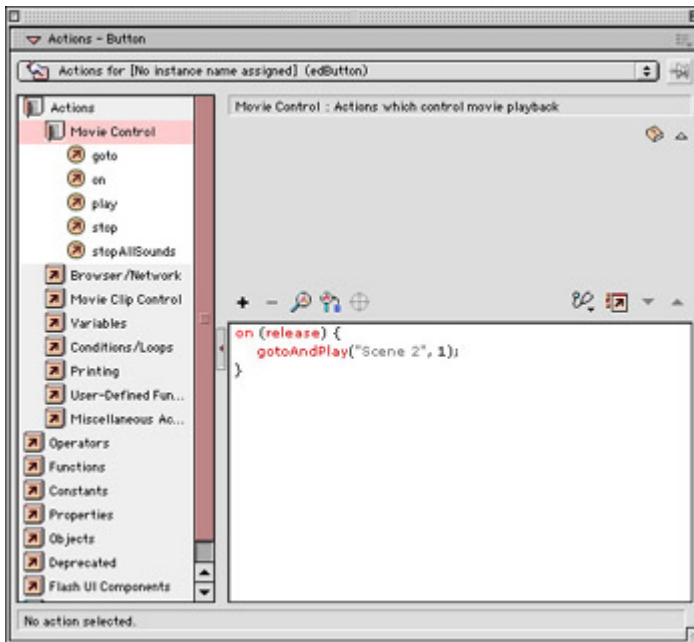 Actions - Button
Actions for [No instance name assigned] (edButton)
Actions
Movie Control
goto
on
play
stop
stopAllSounds
Browser/Network
Movie Clip Control
Variables
Conditions/Loops
Printing
User-Defined Fun...
Miscellaneous Ac...
Operators
Functions
Constants
Properties
Objects
Deprecated
Flash UI Components
Movie Control : Actions which control movie playback
on (release) {
gotoAndPlay("Scene 2", 1);
}
No action selected.